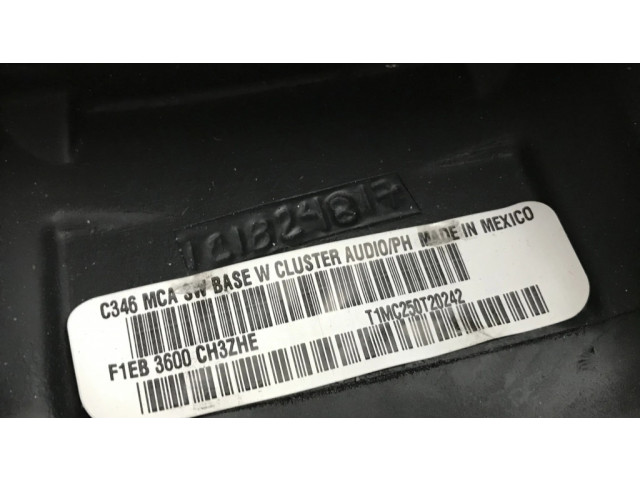 C346 MCA SW BASE W CLUSTER AUDIO/PH MADE IN MEXICO
F1EB 3600 CH3ZHE T1MC250T20242